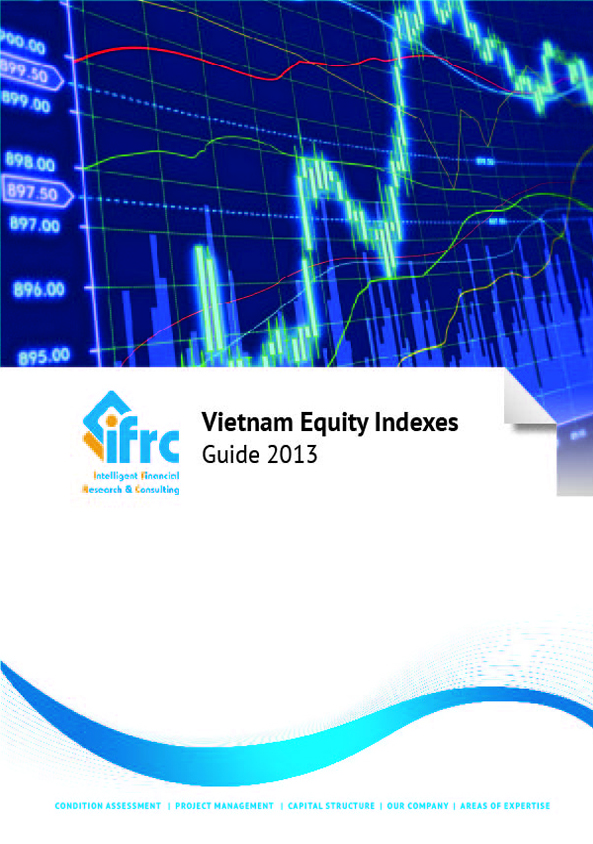 900.00
899.50
899.00
898.00
897.50
897.00
896.00
895.00
ifrc
Intelligent Financial
Research & Consulting
Vietnam Equity Indexes
Guide 2013
CONDITION ASSESSMENT | PROJECT MANAGEMENT | CAPITAL STRUCTURE | OUR COMPANY | AREAS OF EXPERTISE